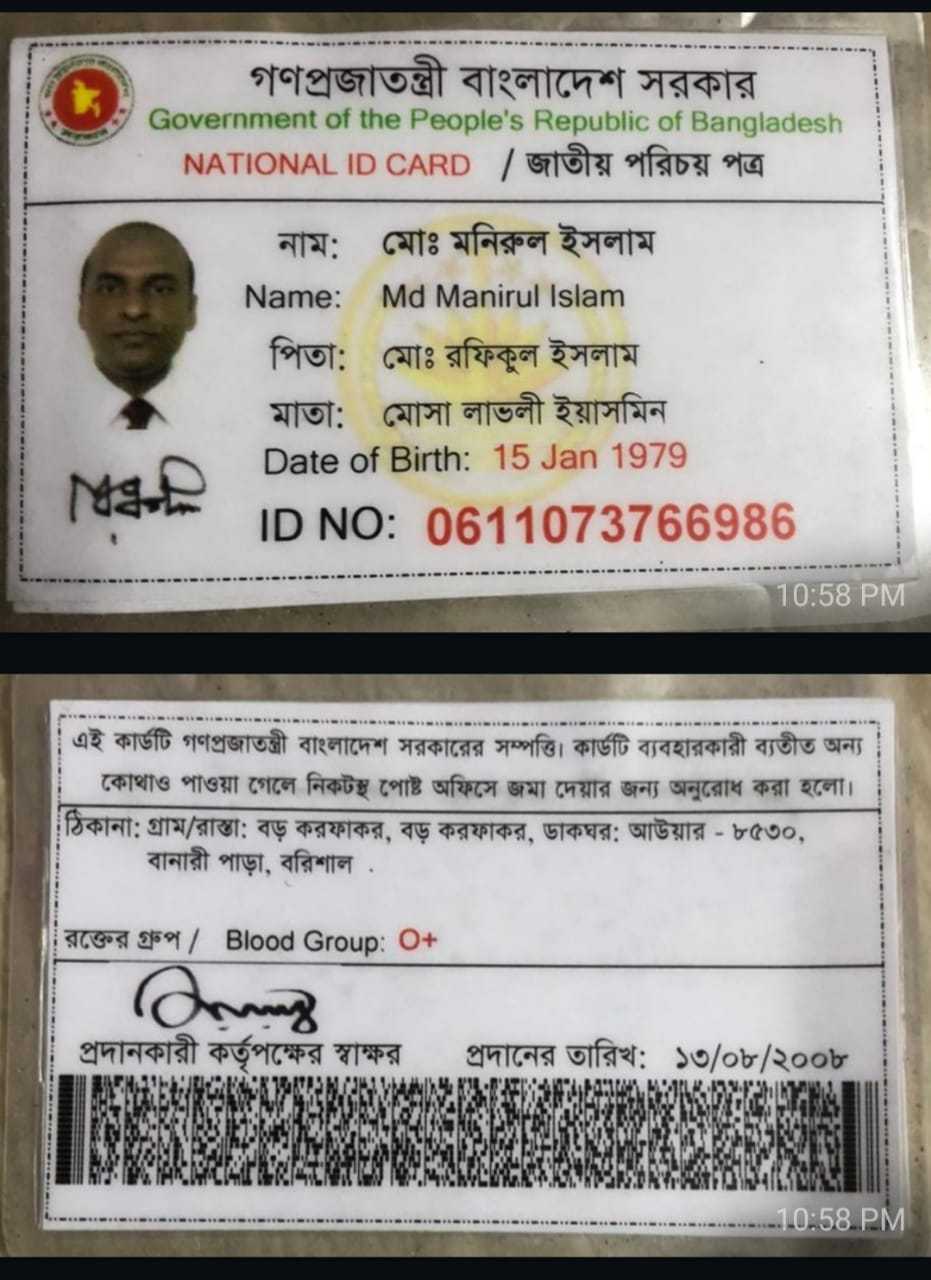 গণপ্রজাতন্ত্রী বাংলাদেশ সরকার
Government of the People's Republic of Bangladesh
NATIONAL ID CARD / জাতীয় পরিচয় পত্র
নাম: মোঃ মনিরুল ইসলাম
Name: Md Manirul Islam
পিতা: মোঃ রফিকুল ইসলাম
মাতা: মোসা লাভলী ইয়াসমিন
Date of Birth: 15 Jan 1979
ID NO: 0611073766986
10:58 PM
এই কার্ডটি গণপ্রজাতন্ত্রী বাংলাদেশ সরকারের সম্পত্তি। কার্ডটি ব্যবহারকারী ব্যতীত অন্য
কোথাও পাওয়া গেলে নিকটস্থ পোষ্ট অফিসে জমা দেয়ার জন্য অনুরোধ করা হলো।
ঠিকানা: গ্রাম/রাস্তা: বড় করফাকর, বড় করফাকর, ডাকঘর: আউয়ার - ৮৫৩০,
বানারী পাড়া, বরিশাল .
রক্তের গ্রুপ / Blood Group: O+
প্রদানকারী কর্তৃপক্ষের স্বাক্ষর প্রদানের তারিখ: ১৩/০৮/২০০৮
10:58 PM